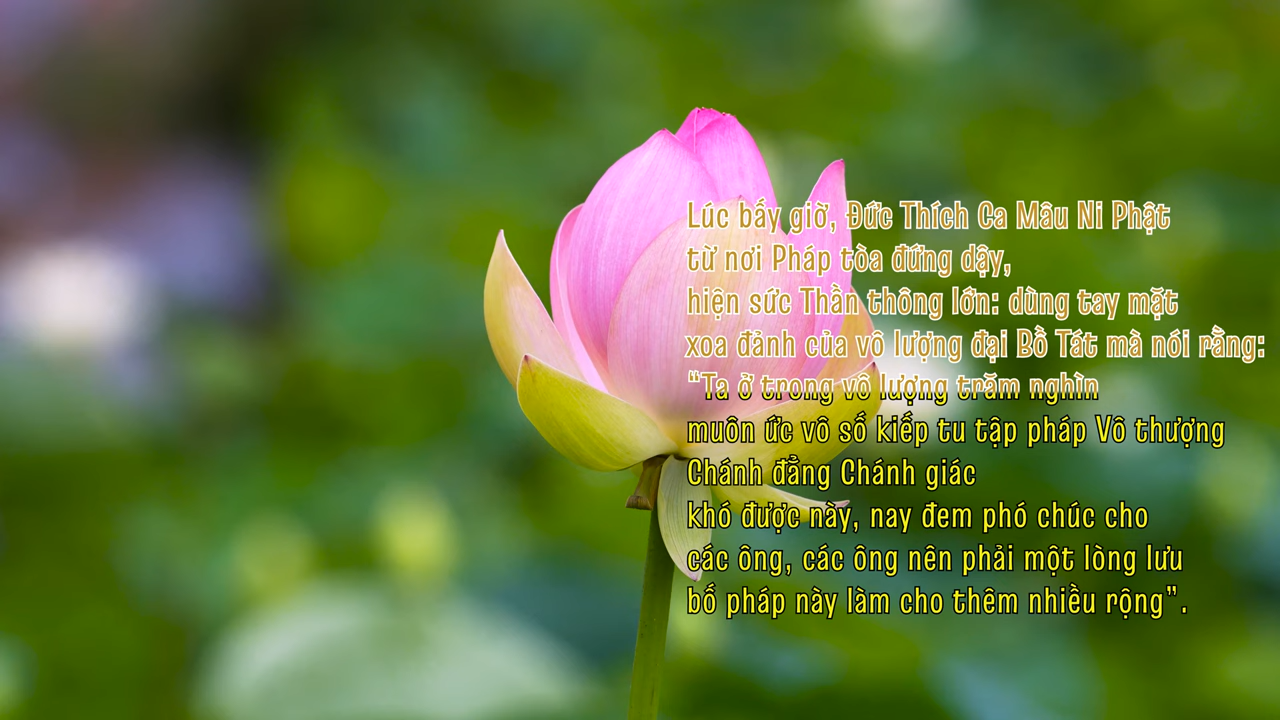 Lúc bấy giờ, Đức Thích Ca Mâu Ni Phật
từ nơi Pháp tòa đứng dậy,
hiện sức Thần thông lớn: dùng tay mặt
xoa đảnh của vô lượng đại Bồ Tát mà nói rằng:
“Ta ở trong vô lượng trăm nghìn
muôn ức vô số kiếp tu tập pháp Vô thượng
Chánh đẳng Chánh giác
khó được này, nay đem phó chúc cho
các ông, các ông nên phải một lòng lưu
bố pháp này làm cho thêm nhiều rộng”.